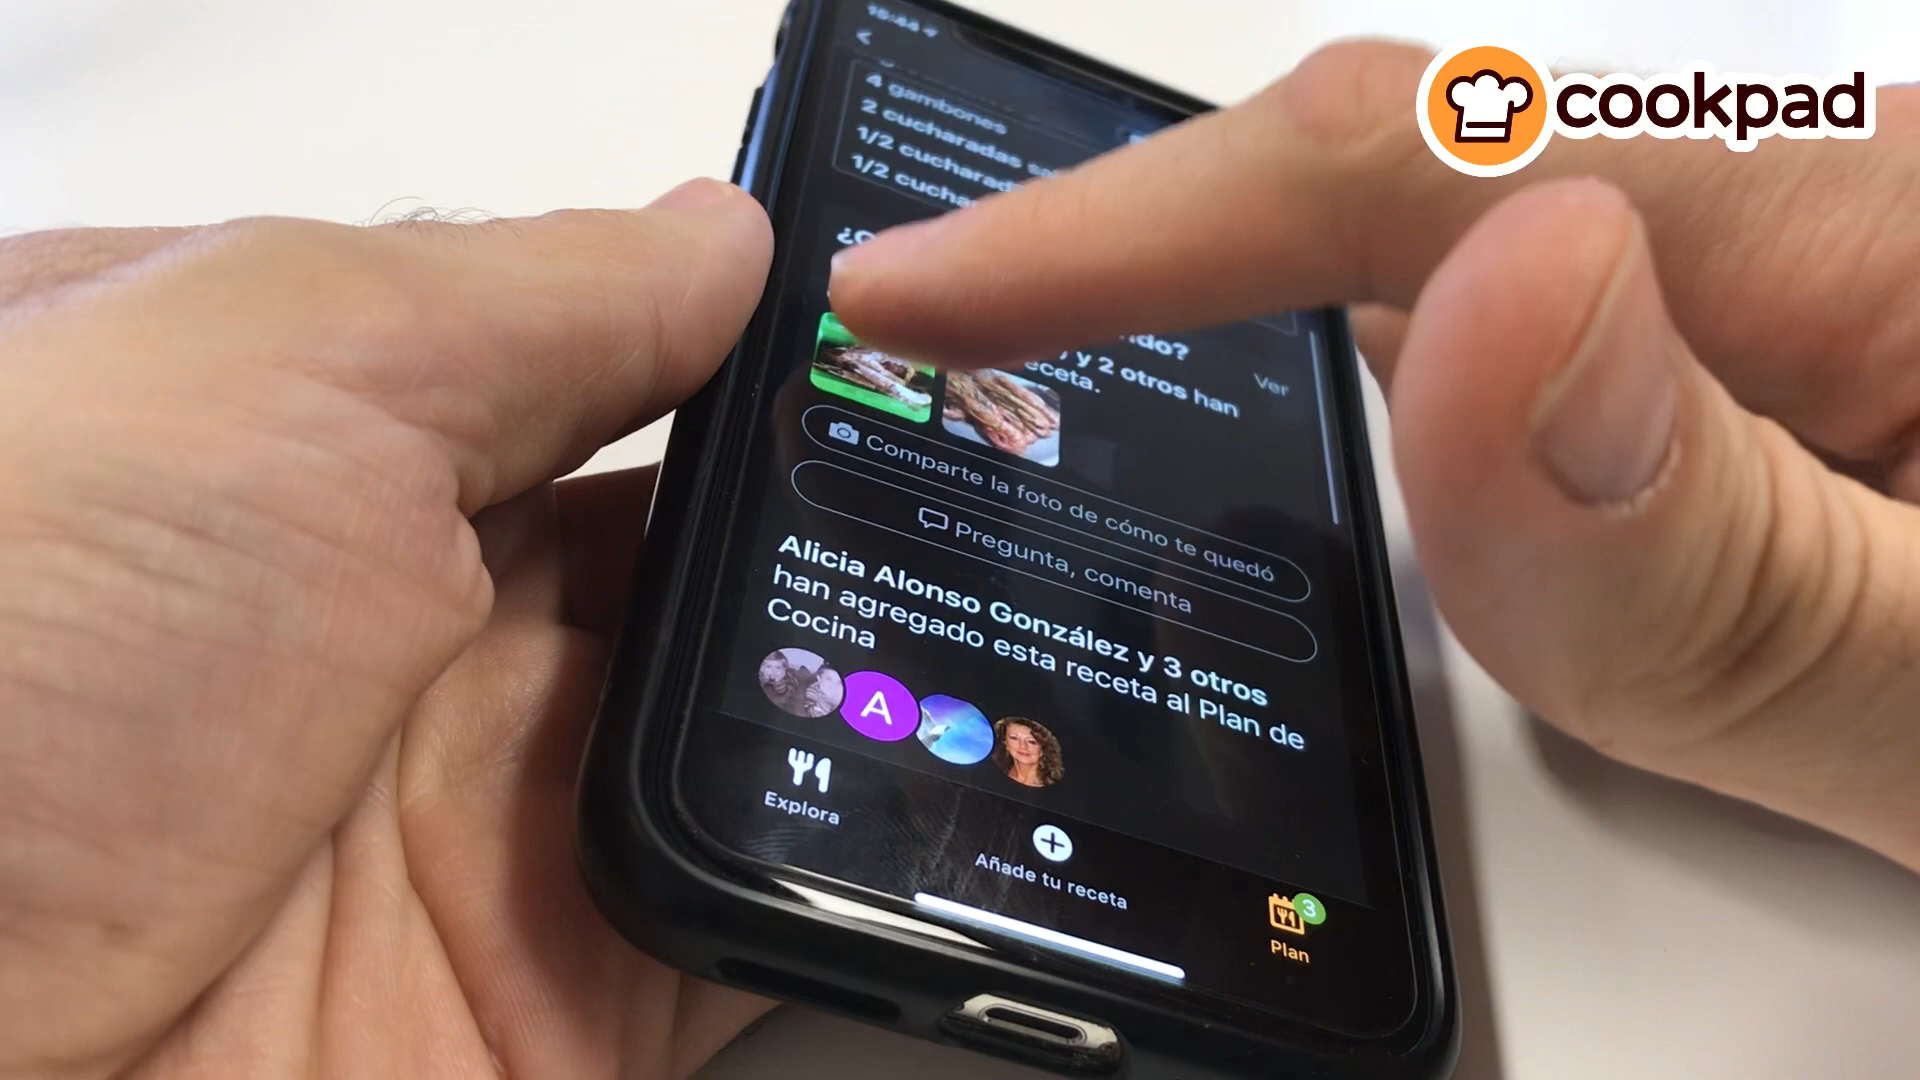 cookpad
4 gambones
2 cucharadas
1/2 cucharad
1/2 cucha
y 2 otros han
Ver
Comparte la foto de cómo te quedó
Pregunta, comenta
Alicia Alonso González y 3 otros
han agregado esta receta al Plan de
Cocina
A
Explora
Añade tu receta
3
Plan